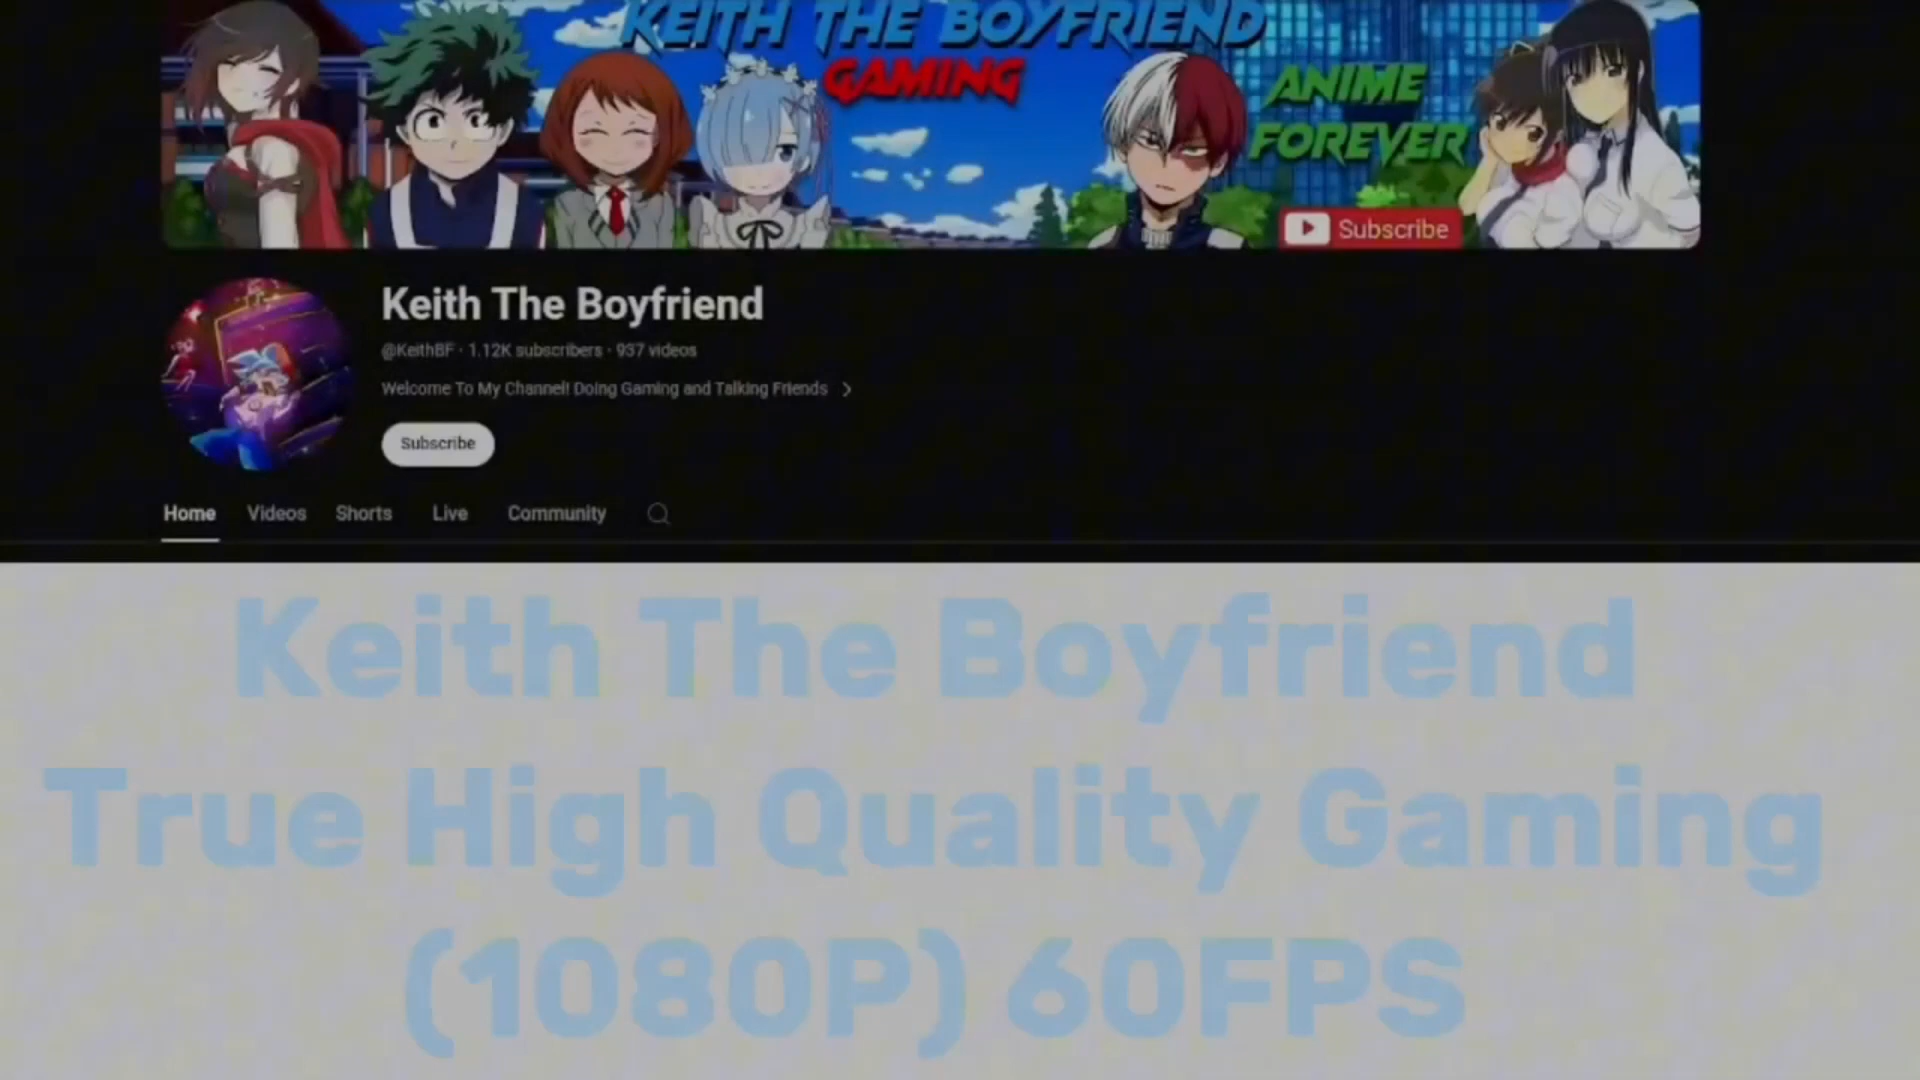 KEITH THE BOYFRIEND
GAMING
ANIME
FOREVER
Subscribe
Keith The Boyfriend
@KeithBF · 1.12K subscribers · 937 videos
Welcome To My Channel! Doing Gaming and Talking Friends
Subscribe
Home Videos Shorts Live Community
Keith The Boyfriend
True High Quality Gaming
(1080P) 60FPS